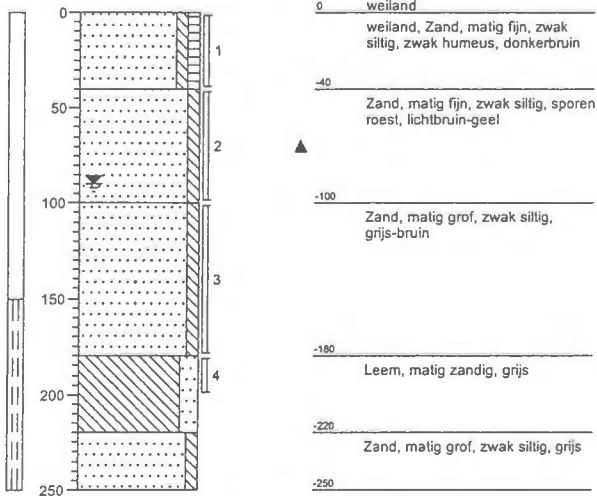 0
50
100
150
200
250
1
2
3
4
0
weiland
weiland, Zand, matig fijn, zwak
siltig, zwak humeus, donkerbruin
-40
Zand, matig fijn, zwak siltig, sporen
roest, lichtbruin-geel
-100
Zand, matig grof, zwak siltig,
grijs-bruin
-180
Leem, matig zandig, grijs
-220
Zand, matig grof, zwak siltig, grijs
-250